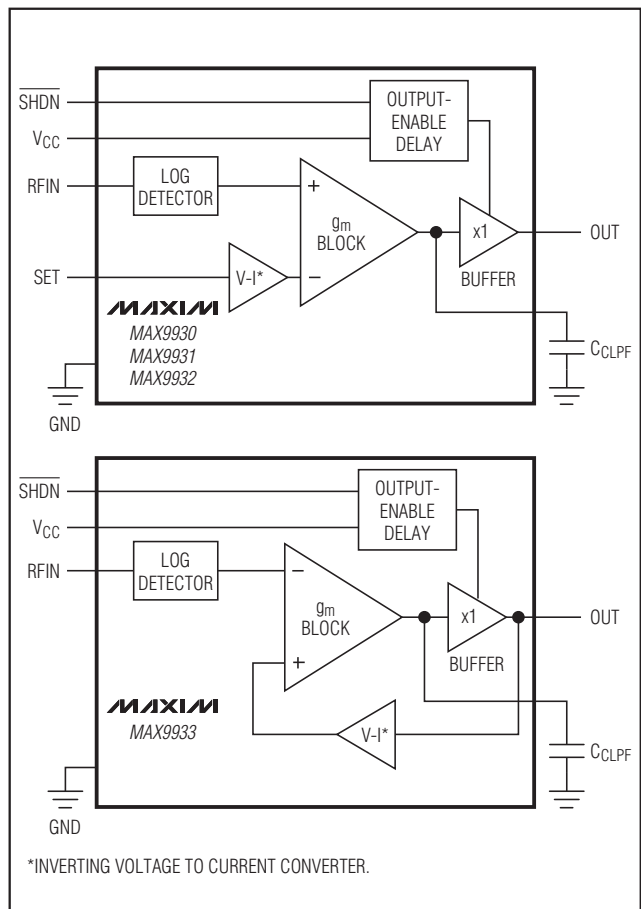 SHDN
OUTPUT-
ENABLE
DELAY
VCC
RFIN
LOG
DETECTOR
+
gm
BLOCK
x1
OUT
BUFFER
SET
V-I*
−
MAXIM
MAX9930
MAX9931
MAX9932
CCLPF
GND
SHDN
OUTPUT-
ENABLE
DELAY
VCC
RFIN
LOG
DETECTOR
−
gm
BLOCK
x1
OUT
BUFFER
+
MAXIM
MAX9933
V-I*
CCLPF
GND
*INVERTING VOLTAGE TO CURRENT CONVERTER.